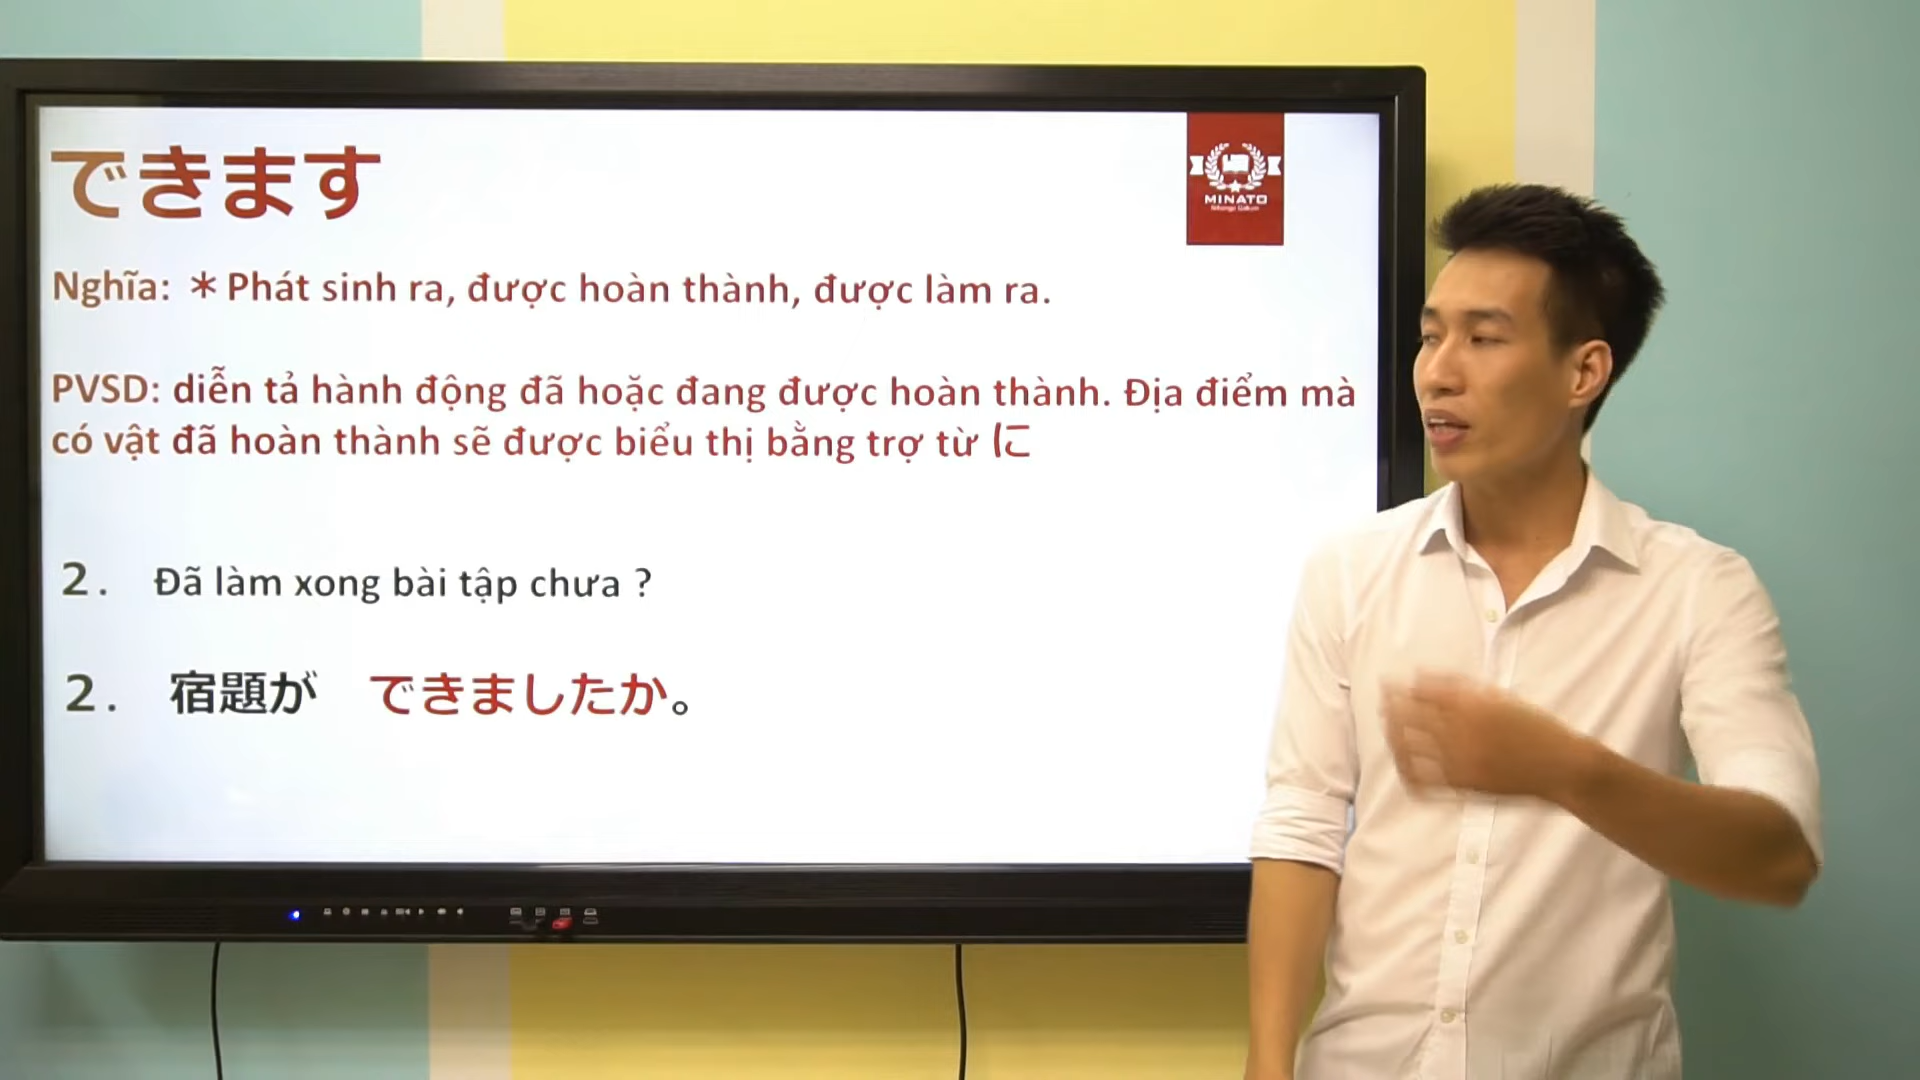 できます
MINATO
Nghĩa: ＊Phát sinh ra, được hoàn thành, được làm ra.
PVSD: diễn tả hành động đã hoặc đang được hoàn thành. Địa điểm mà
có vật đã hoàn thành sẽ được biểu thị bằng trợ từ に
２． Đã làm xong bài tập chưa ?
２． 宿題が　できましたか。